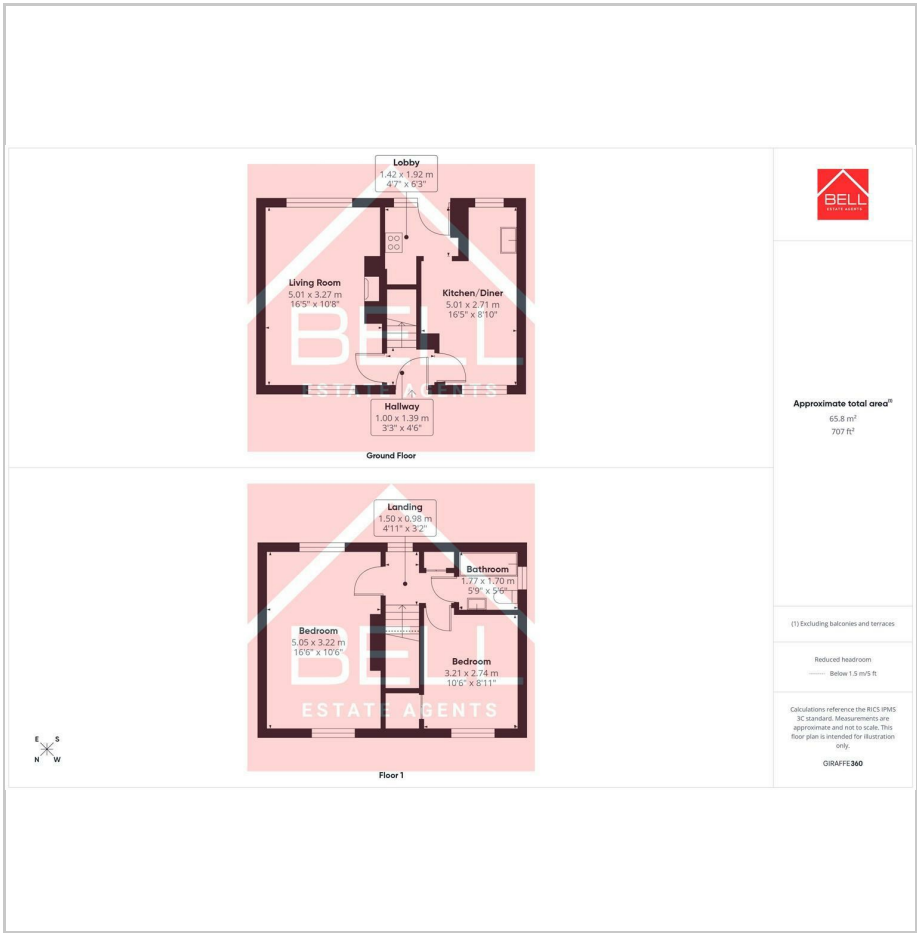 Lobby
1.42 x 1.92 m
4'7" x 6'3"
Living Room
5.01 x 3.27 m
16'5" x 10'8"
Kitchen/Diner
5.01 x 2.71 m
16'5" x 8'10"
BELL
ESTATE AGENTS
Hallway
1.00 x 1.39 m
3'3" x 4'6"
Ground Floor
Landing
1.50 x 0.98 m
4'11" x 3'2"
Bathroom
1.77 x 1.70 m
5'9" x 5'6"
Bedroom
5.05 x 3.22 m
16'6" x 10'6"
Bedroom
3.21 x 2.74 m
10'6" x 8'11"
BELL
ESTATE AGENTS
E S
N W
Floor 1
BELL
ESTATE AGENTS
Approximate total area(1)
65.8 m²
707 ft²
(1) Excluding balconies and terraces
Reduced headroom
Below 1.5 m/5 ft
Calculations reference the RICS IPMS
3C standard. Measurements are
approximate and not to scale. This
floor plan is intended for illustration
only.
GIRAFFE360